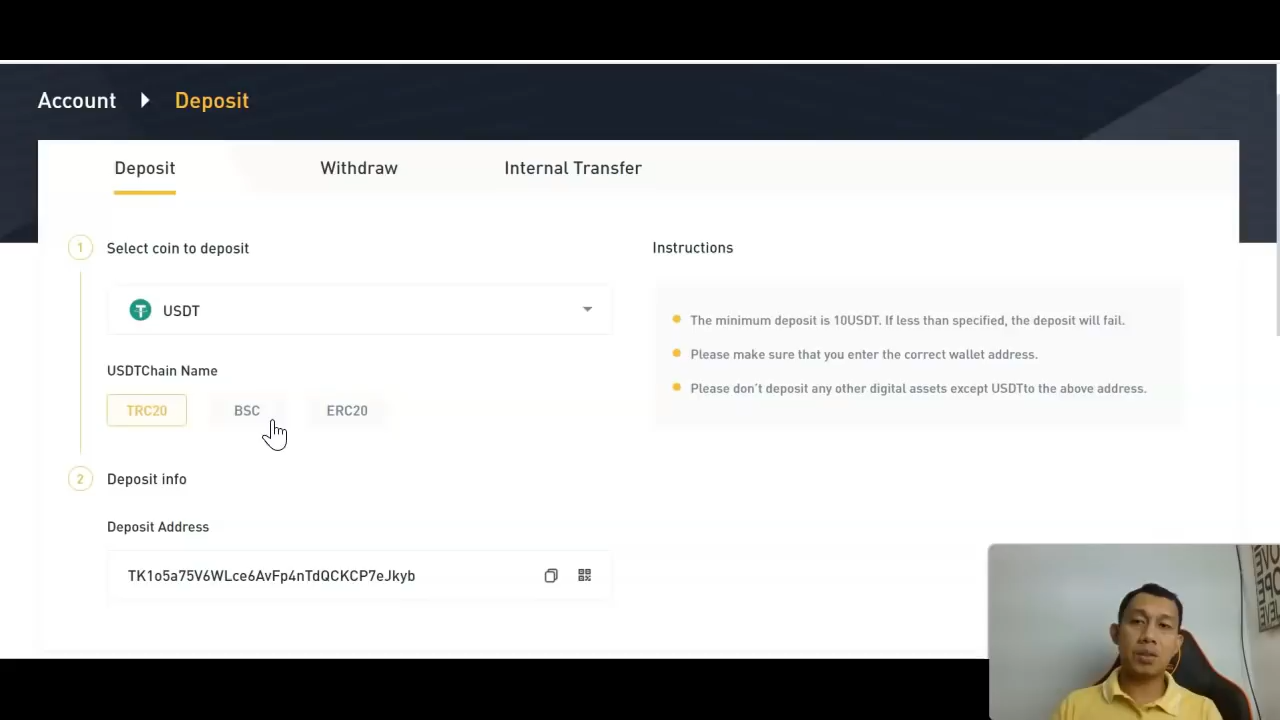 Account Deposit
Deposit Withdraw Internal Transfer
1 Select coin to deposit
USDT
USDTChain Name
TRC20 BSC ERC20
2 Deposit info
Deposit Address
TK1o5a75V6WLce6AvFp4nTdQCKCP7eJkyb
Instructions
The minimum deposit is 10USDT. If less than specified, the deposit will fail.
Please make sure that you enter the correct wallet address.
Please don't deposit any other digital assets except USDTto the above address.